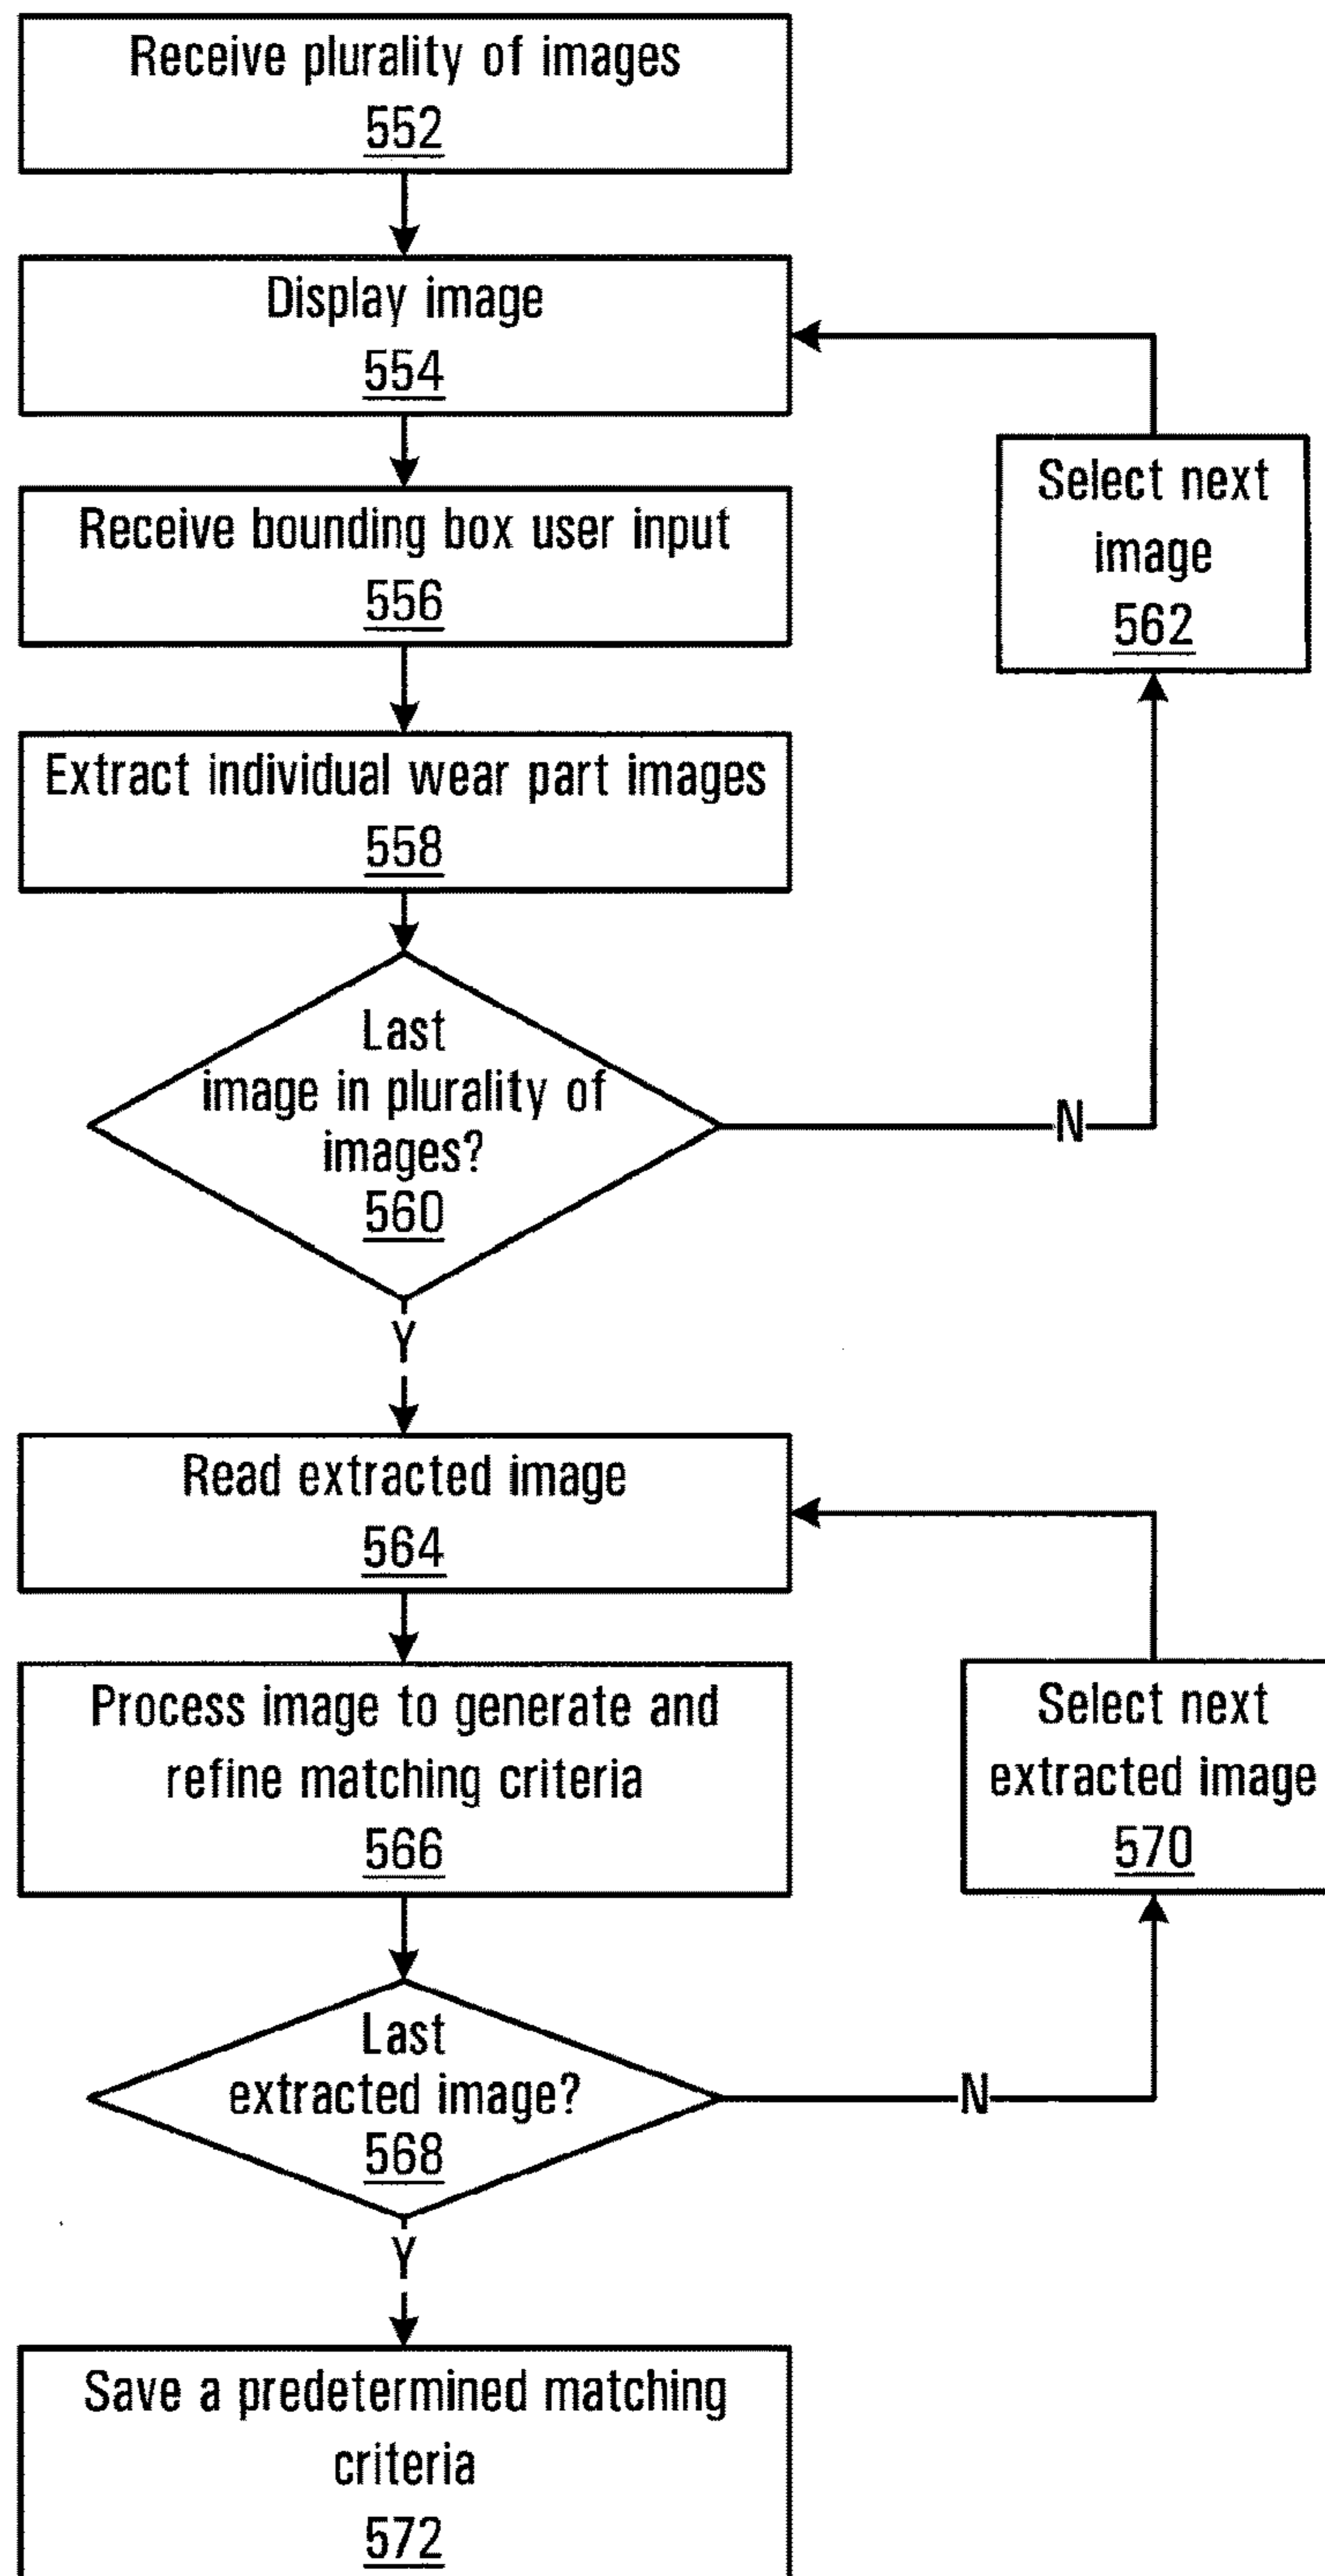 Receive plurality of images
552
Display image
554
Receive bounding box user input
556
Select next
image
562
Extract individual wear part images
558
Last
image in plurality of
images?
560
N
Y
Read extracted image
564
Process image to generate and
refine matching criteria
566
Select next
extracted image
570
Last
extracted image?
568
N
Y
Save a predetermined matching
criteria
572